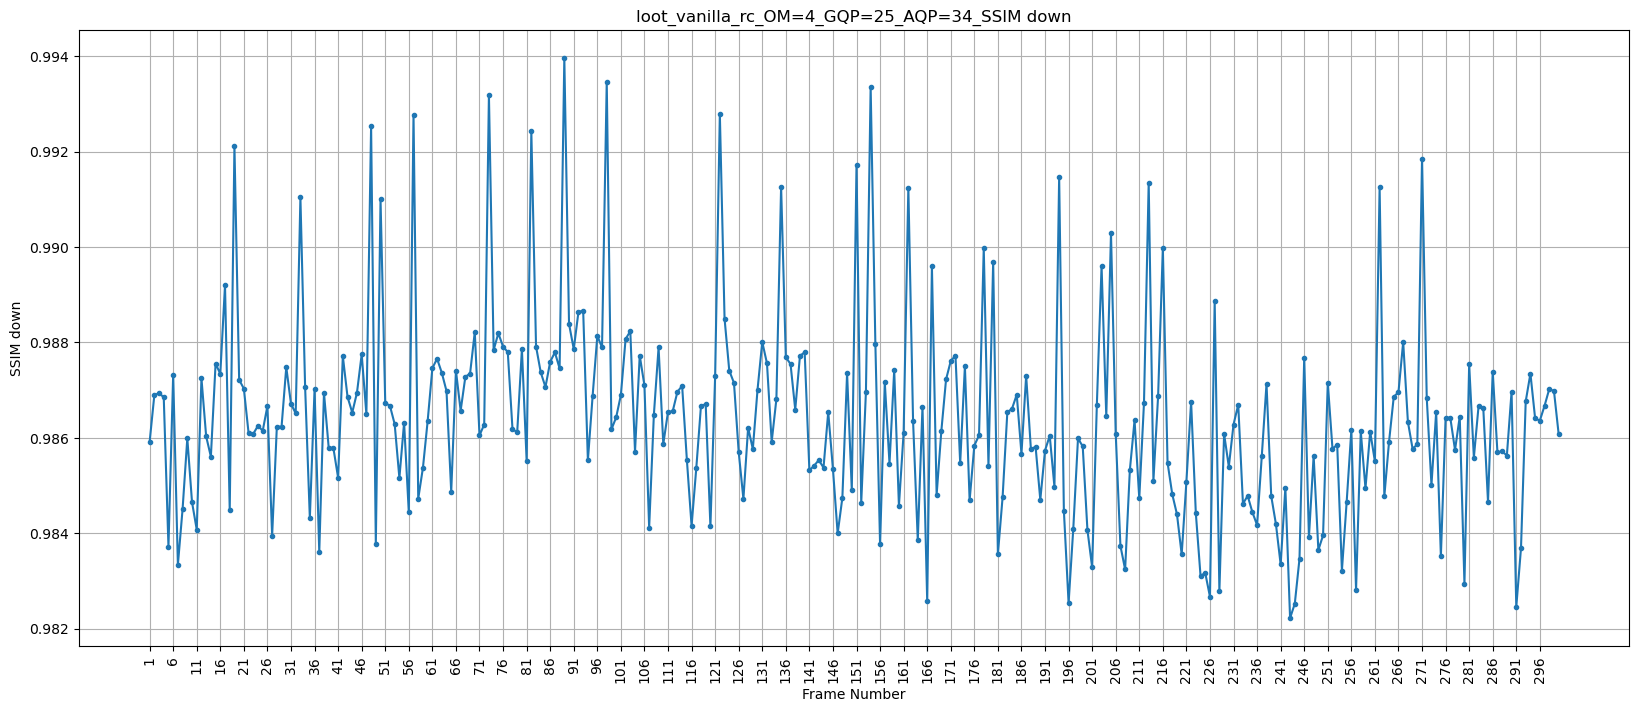 loot_vanilla_rc_OM=4_GQP=25_AQP=34_SSIM down
SSIM down
0.994
0.992
0.990
0.988
0.986
0.984
0.982
1 6 11 16 21 26 31 36 41 46 51 56 61 66 71 76 81 86 91 96 101 106 111 116 121 126 131 136 141 146 151 156 161 166 171 176 181 186 191 196 201 206 211 216 221 226 231 236 241 246 251 256 261 266 271 276 281 286 291 296
Frame Number